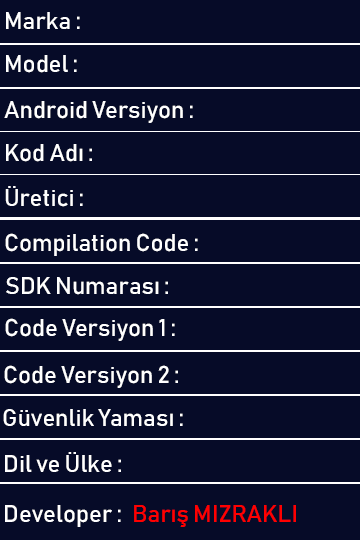 Marka :
Model :
Android Versiyon :
Kod Adı :
Üretici :
Compilation Code :
SDK Numarası :
Code Versiyon 1 :
Code Versiyon 2 :
Güvenlik Yaması :
Dil ve Ülke :
Developer : Barış MIZRAKLI